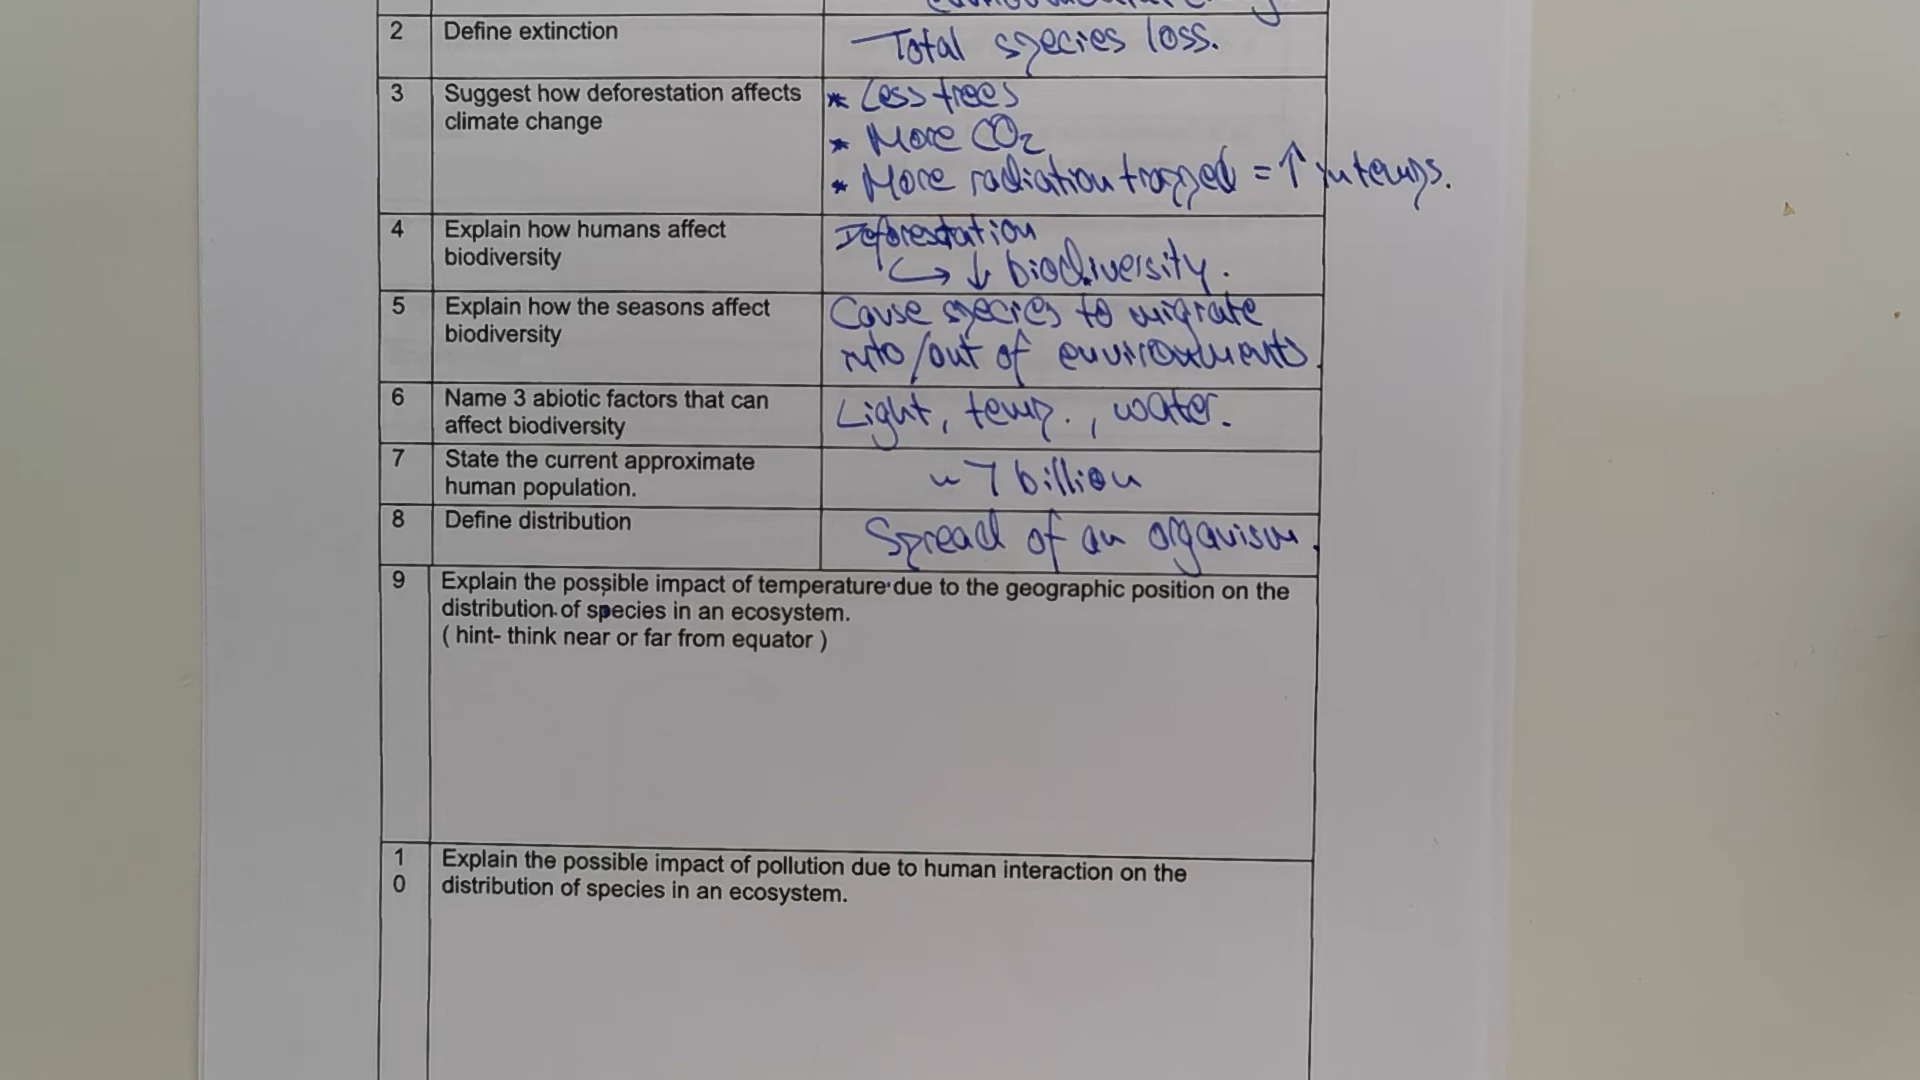 2 Define extinction Total species loss.
3 Suggest how deforestation affects * Less trees
climate change * More CO₂
* More radiation trapped = ↑ in temps.
4 Explain how humans affect Deforestation
biodiversity ↳ ↓ biodiversity.
5 Explain how the seasons affect Cause species to migrate
biodiversity into/out of environments.
6 Name 3 abiotic factors that can Light, temp., water.
affect biodiversity
7 State the current approximate ~ 7 billion
human population.
8 Define distribution Spread of an organism.
9 Explain the possible impact of temperature due to the geographic position on the
distribution of species in an ecosystem.
( hint- think near or far from equator )
10 Explain the possible impact of pollution due to human interaction on the
distribution of species in an ecosystem.